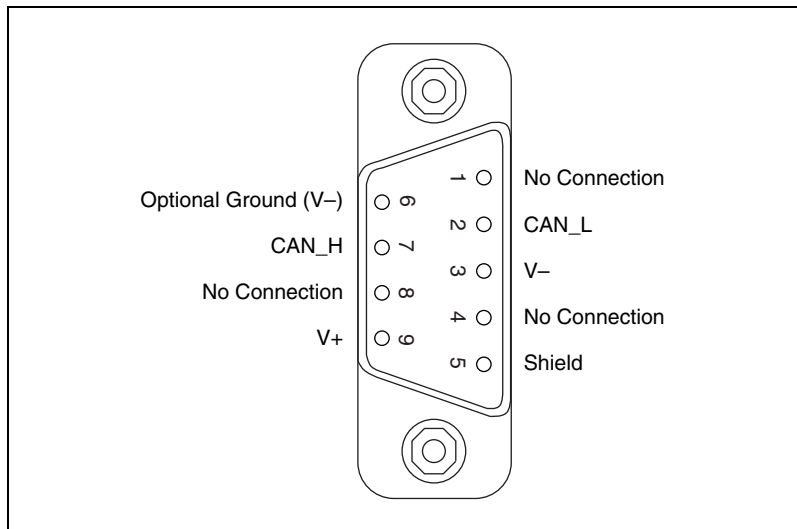 Optional Ground (V–)
CAN_H
No Connection
V+
6
7
8
9
1
2
3
4
5
No Connection
CAN_L
V–
No Connection
Shield